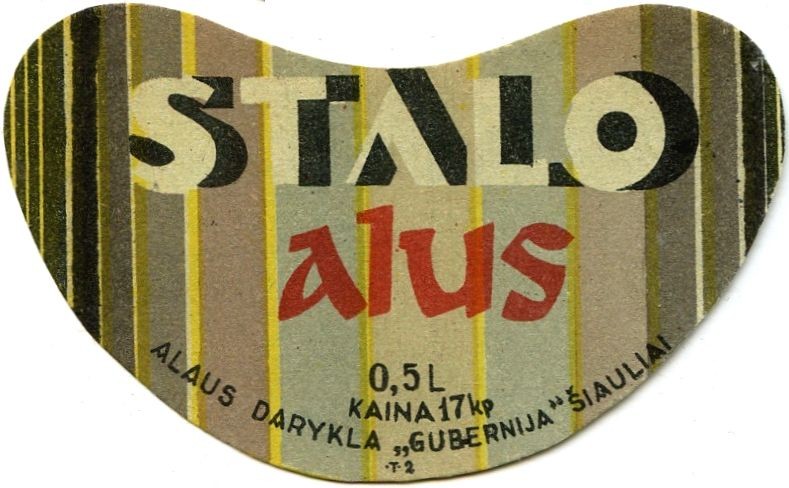 STALO
alus
0,5 L
KAINA 17 kp
ALAUS DARYKLA „GUBERNIJA“ ŠIAULIAI
·T·2